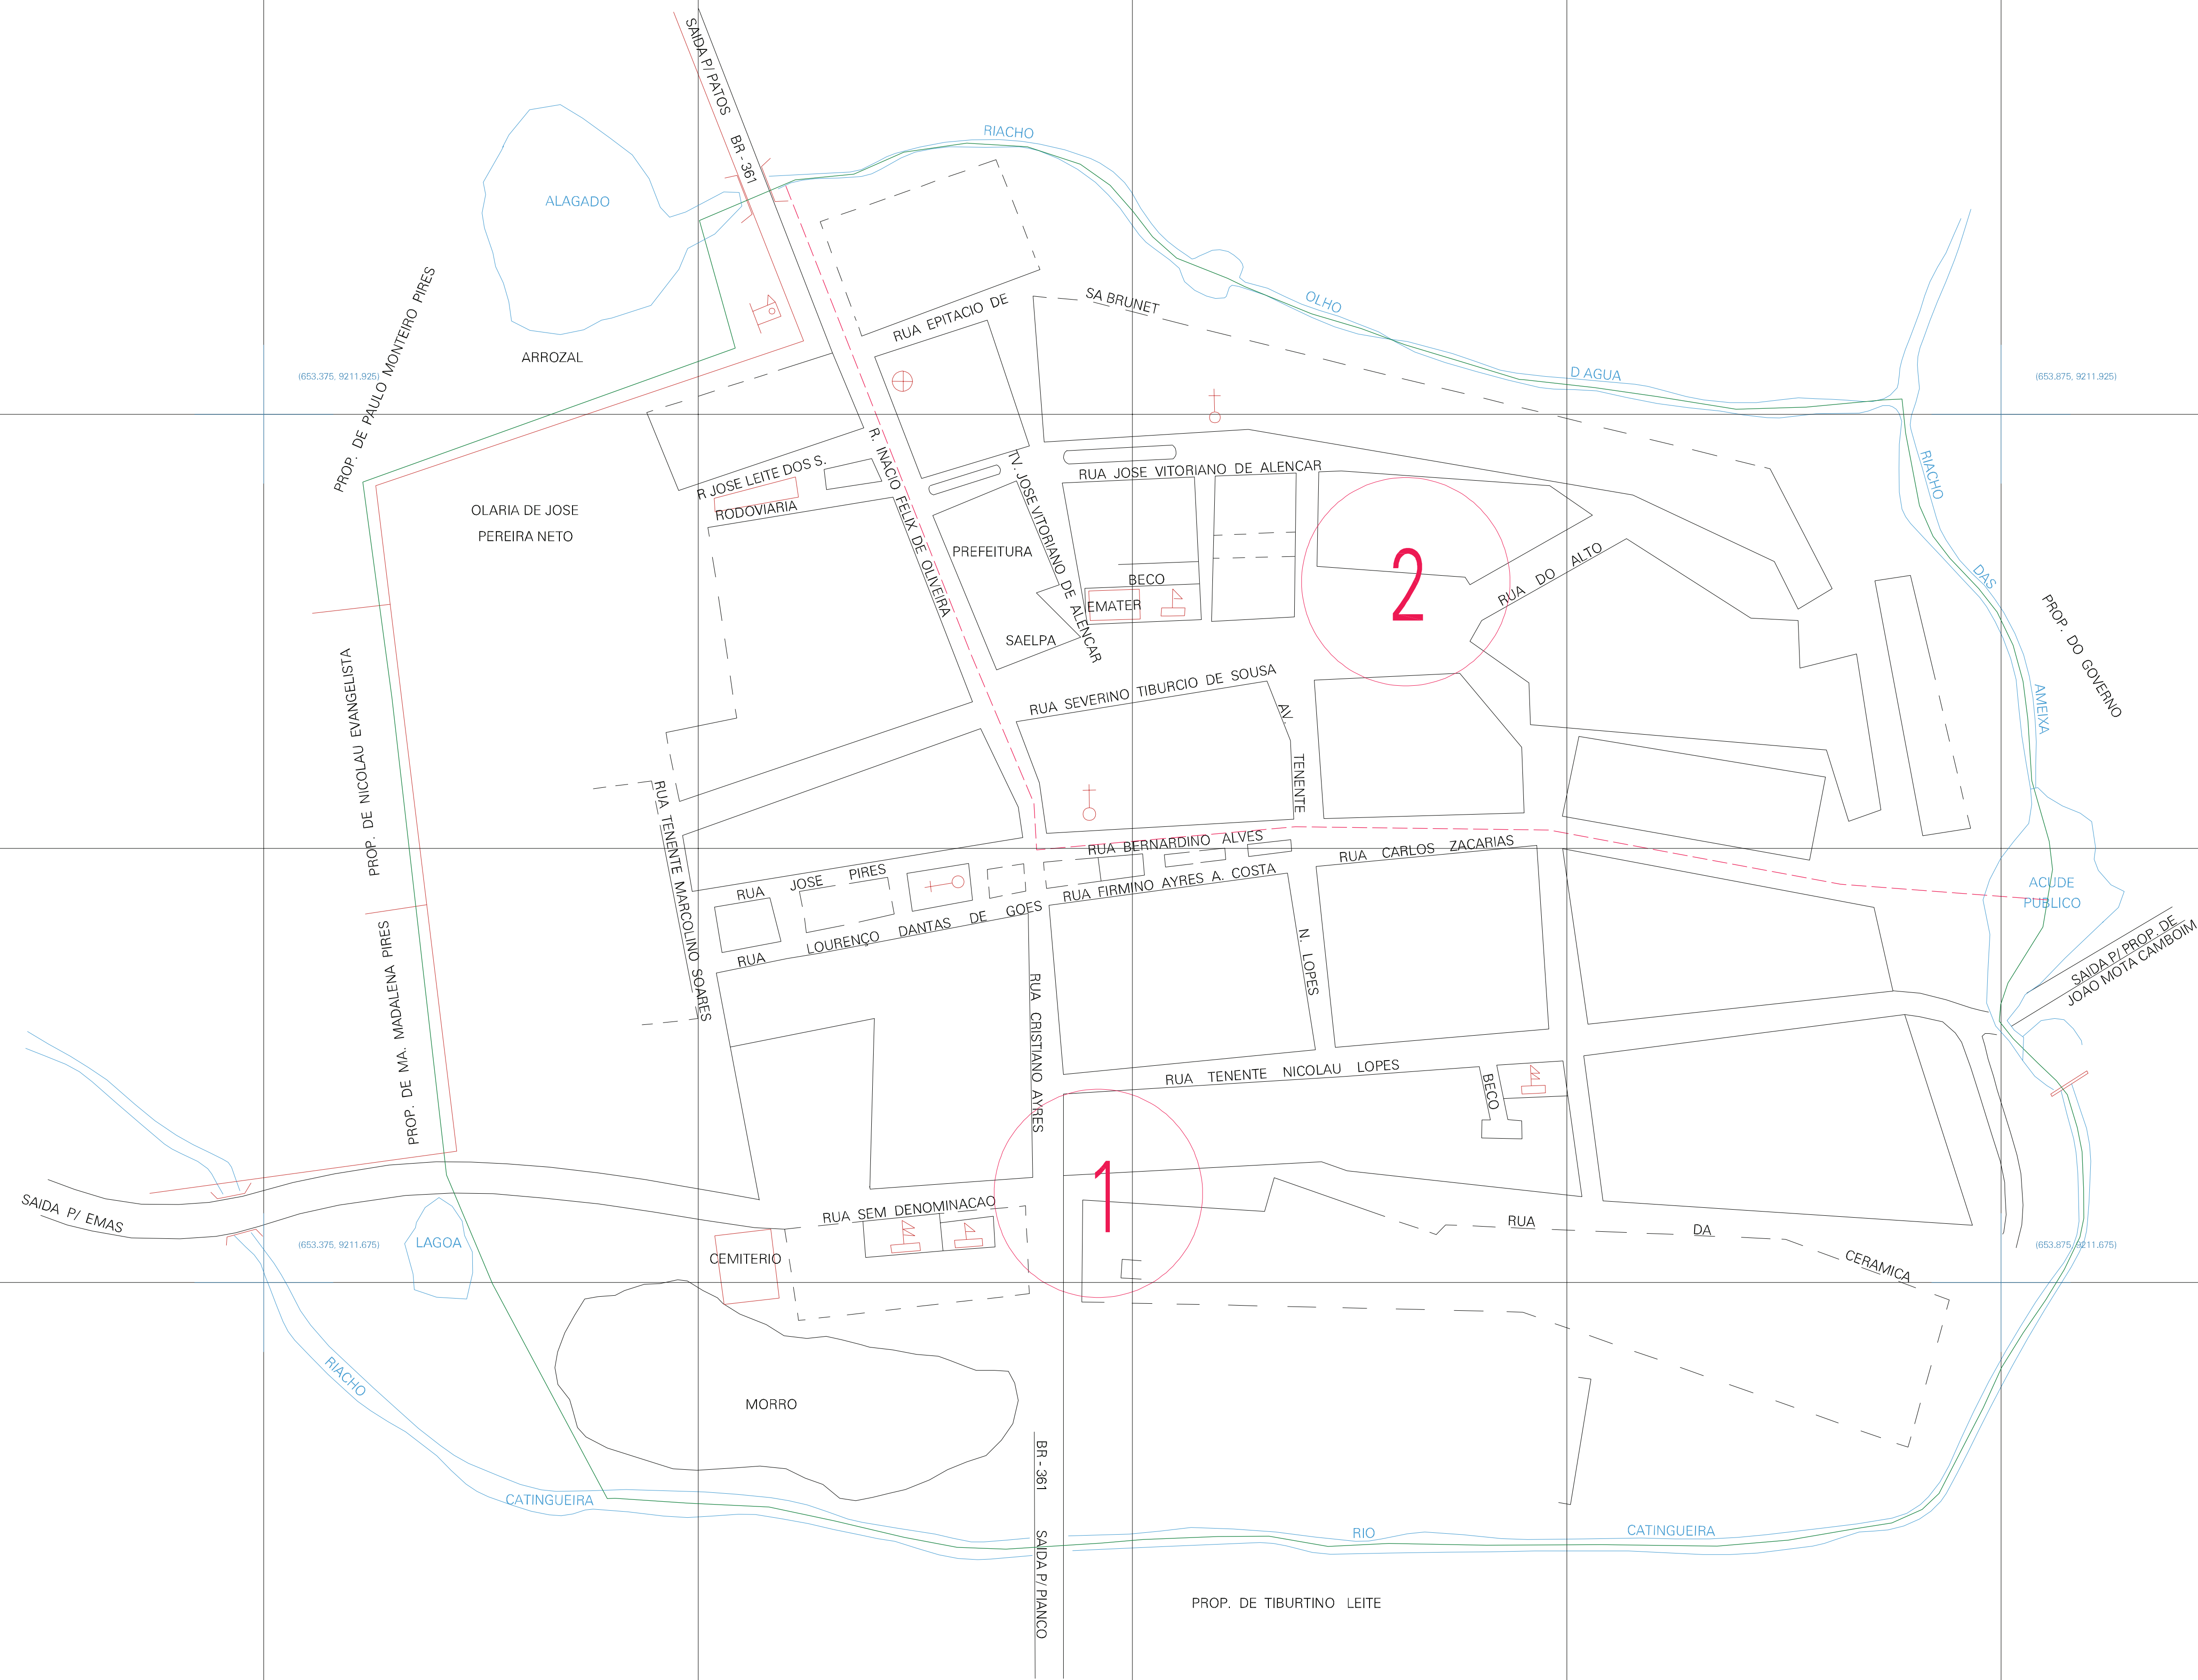 SAIDA P/ PATOS BR - 361
RIACHO
ALAGADO
SA BRUNET
OLHO
RUA EPITACIO DE
PROP. DE PAULO MONTEIRO PIRES
ARROZAL
(653.375, 9211.925)
D AGUA
(653.875, 9211.925)
R. INACIO FELIX DE OLIVEIRA
R JOSE LEITE DOS S.
RODOVIARIA
TV. JOSE VITORIANO DE ALENCAR
RUA JOSE VITORIANO DE ALENCAR
RIACHO
OLARIA DE JOSE
PEREIRA NETO
PREFEITURA
BECO
EMATER
2
RUA DO ALTO
DAS
PROP. DO GOVERNO
SAELPA
AMEIXA
PROP. DE NICOLAU EVANGELISTA
RUA SEVERINO TIBURCIO DE SOUSA
AV. TENENTE
RUA TENENTE MARCOLINO SOARES
RUA BERNARDINO ALVES
RUA CARLOS ZACARIAS
RUA JOSE PIRES
RUA FIRMINO AYRES A. COSTA
ACUDE
PUBLICO
RUA LOURENÇO DANTAS DE GOES
N. LOPES
SAIDA P/ PROP. DE
JOAO MOTA CAMBOIM
PROP. DE MA. MADALENA PIRES
RUA CRISTIANO AYRES
RUA TENENTE NICOLAU LOPES
BECO
1
SAIDA P/ EMAS
RUA SEM DENOMINACAO
RUA DA CERAMICA
(653.375, 9211.675)
LAGOA
CEMITERIO
(653.875, 9211.675)
RIACHO
MORRO
BR - 361 SAIDA P/ PIANCO
CATINGUEIRA
RIO
CATINGUEIRA
PROP. DE TIBURTINO LEITE